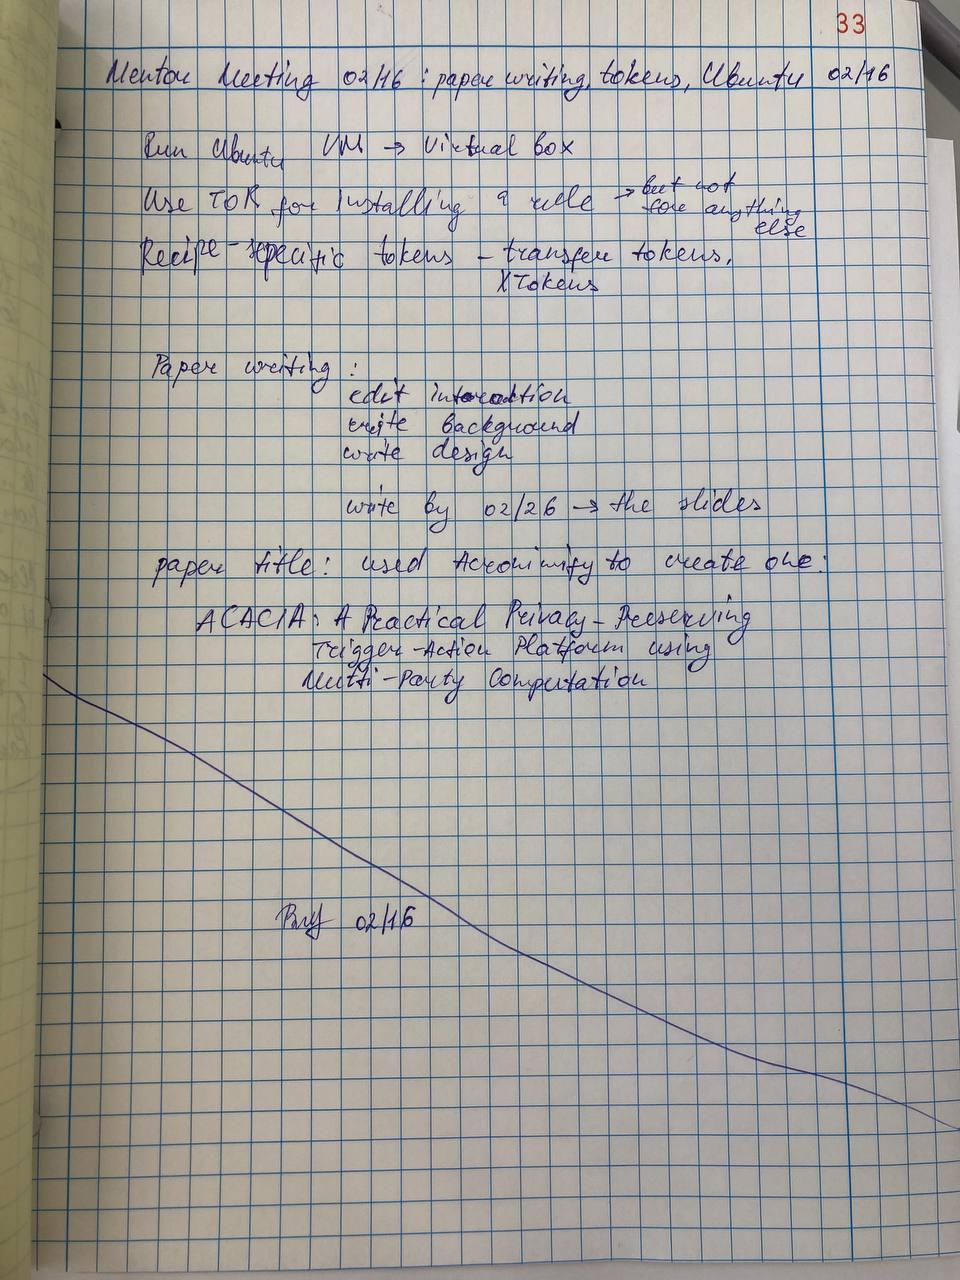 33
Mentor Meeting 02/16: paper writing, tokens, Ubuntu 02/16
Run Ubuntu VM → Virtual box
Use TOR for installing a rule → but not
for anything
else
Recipe-specific tokens - transfer tokens,
XTokens
Paper writing:
edit
write background
write design
write by 02/26 → the slides
paper title: used Acronimify to create one:
ACACIA: A Practical Privacy-Preserving
Trigger-Action Platform using
Multi-Party Computation
02/16